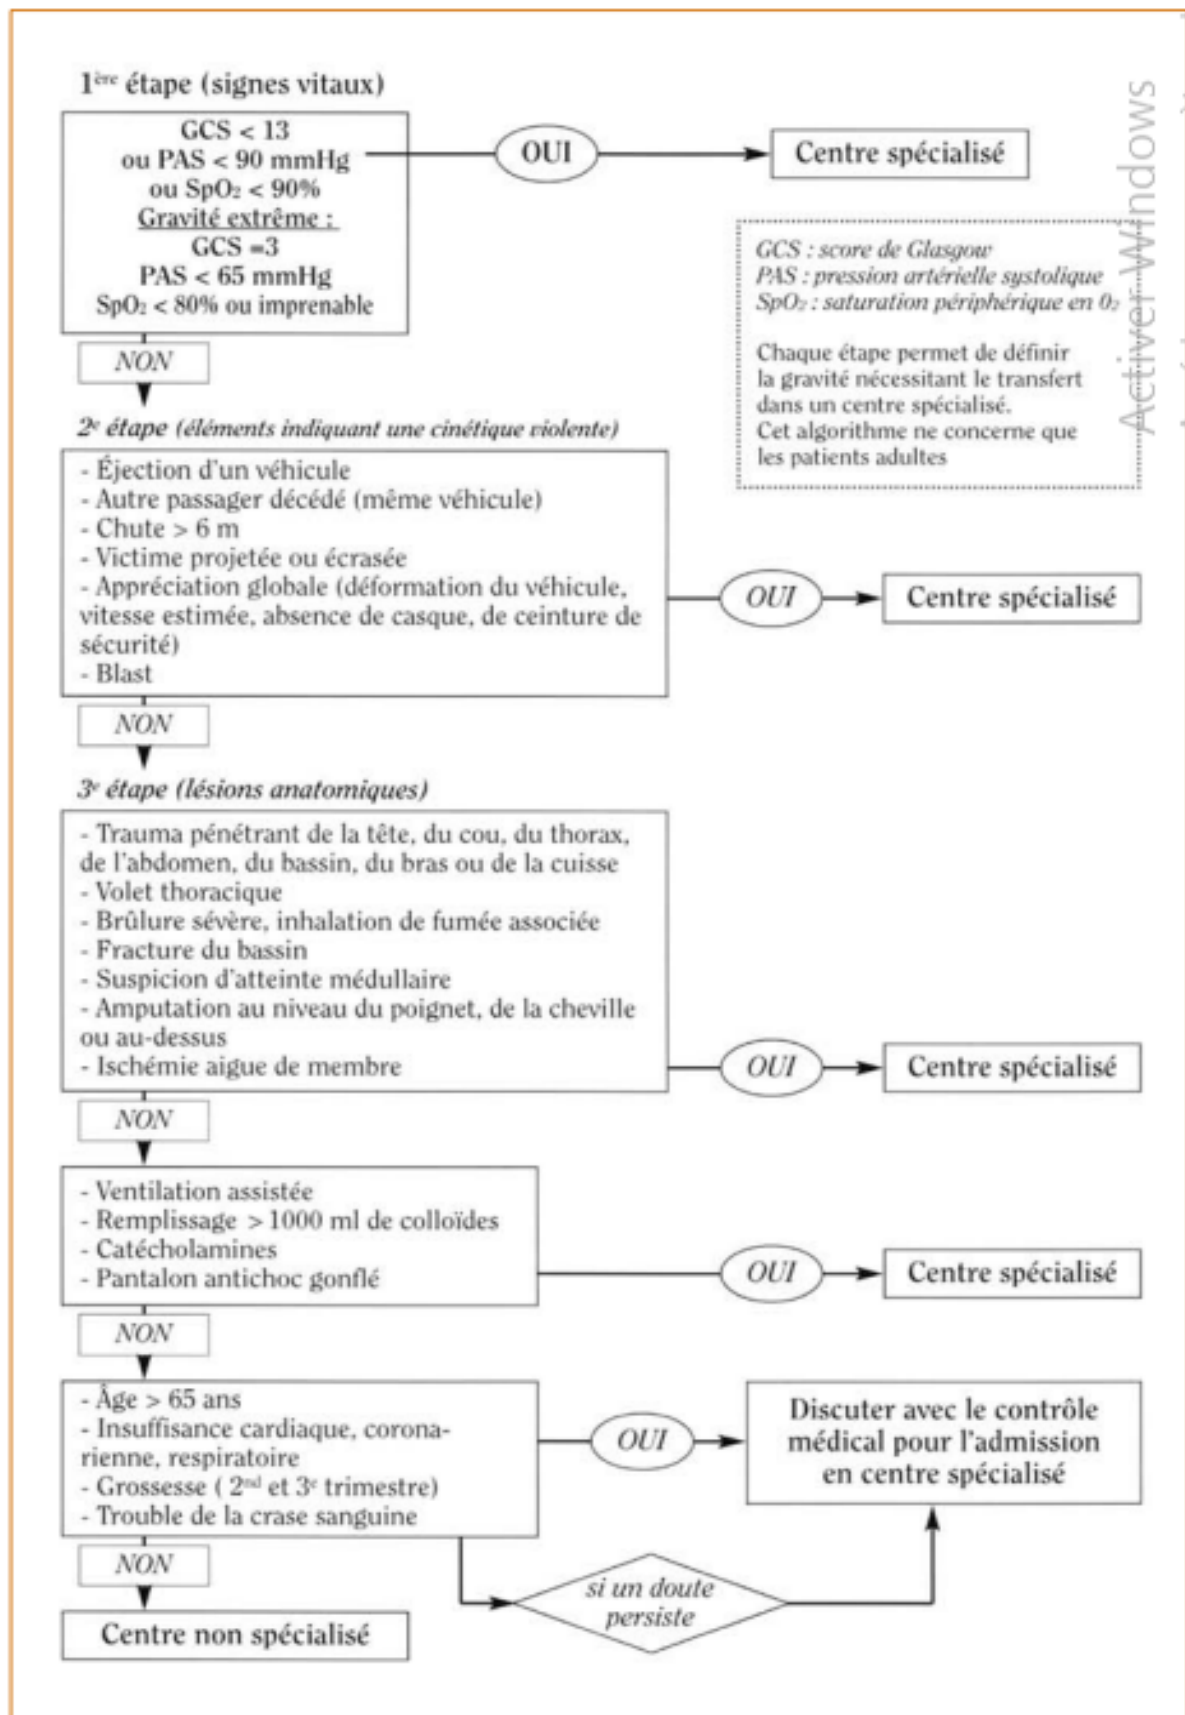 1ère étape (signes vitaux)
GCS < 13
ou PAS < 90 mmHg
ou SpO2 < 90%
Gravité extrême :
GCS =3
PAS < 65 mmHg
SpO2 < 80% ou imprenable
OUI
Centre spécialisé
GCS : score de Glasgow
PAS : pression artérielle systolique
SpO2 : saturation périphérique en 02
Chaque étape permet de définir
la gravité nécessitant le transfert
dans un centre spécialisé.
Cet algorithme ne concerne que
les patients adultes
Activer Windows
NON
2e étape (éléments indiquant une cinétique violente)
- Éjection d'un véhicule
- Autre passager décédé (même véhicule)
- Chute > 6 m
- Victime projetée ou écrasée
- Appréciation globale (déformation du véhicule,
vitesse estimée, absence de casque, de ceinture de
sécurité)
- Blast
OUI
Centre spécialisé
NON
3e étape (lésions anatomiques)
- Trauma pénétrant de la tête, du cou, du thorax,
de l'abdomen, du bassin, du bras ou de la cuisse
- Volet thoracique
- Brûlure sévère, inhalation de fumée associée
- Fracture du bassin
- Suspicion d'atteinte médullaire
- Amputation au niveau du poignet, de la cheville
ou au-dessus
- Ischémie aigue de membre
OUI
Centre spécialisé
NON
- Ventilation assistée
- Remplissage > 1000 ml de colloïdes
- Catécholamines
- Pantalon antichoc gonflé
OUI
Centre spécialisé
NON
- Âge > 65 ans
- Insuffisance cardiaque, corona-
rienne, respiratoire
- Grossesse ( 2nd et 3e trimestre)
- Trouble de la crase sanguine
OUI
Discuter avec le contrôle
médical pour l'admission
en centre spécialisé
NON
si un doute
persiste
Centre non spécialisé